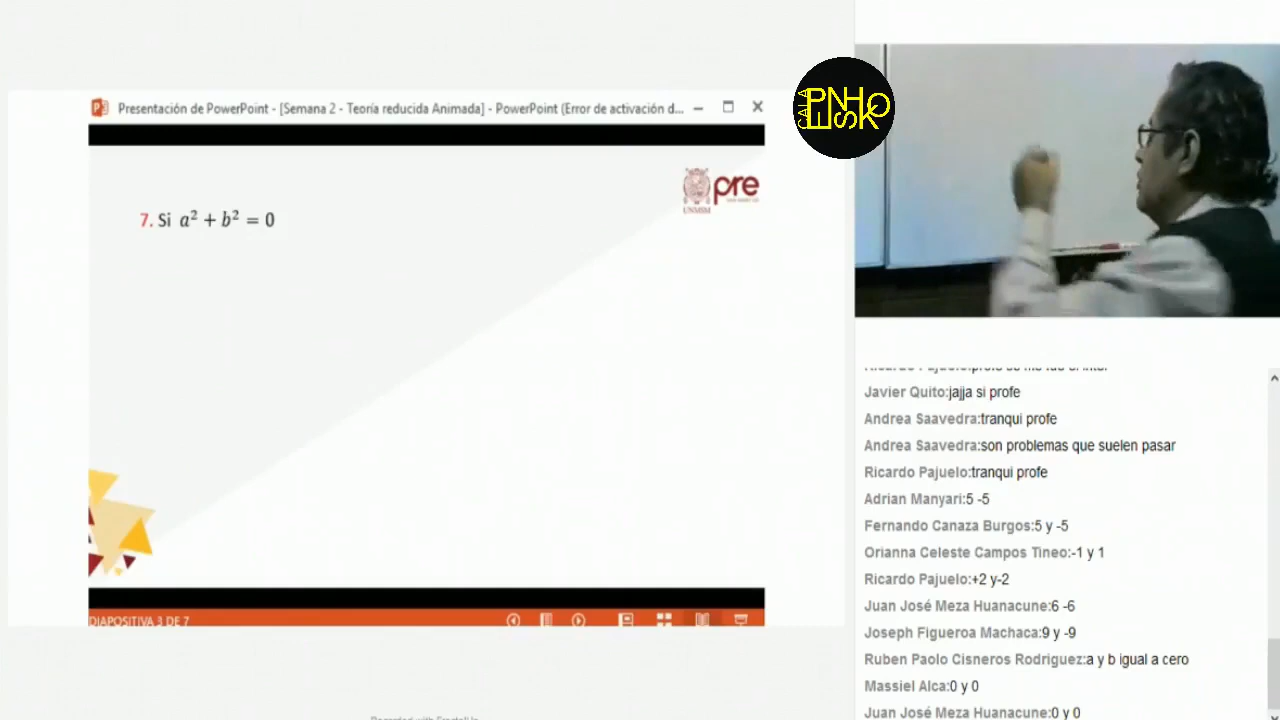 Presentación de PowerPoint - [Semana 2 - Teoría reducida Animada] - PowerPoint (Error de activación d...
CALA
PNHO
ESK
UNMSM
pre
7. Si a² + b² = 0
DIAPOSITIVA 3 DE 7
Javier Quito:jajja si profe
Andrea Saavedra:tranqui profe
Andrea Saavedra:son problemas que suelen pasar
Ricardo Pajuelo:tranqui profe
Adrian Manyari:5 -5
Fernando Canaza Burgos:5 y -5
Orianna Celeste Campos Tineo:-1 y 1
Ricardo Pajuelo:+2 y-2
Juan José Meza Huanacune:6 -6
Joseph Figueroa Machaca:9 y -9
Ruben Paolo Cisneros Rodriguez:a y b igual a cero
Massiel Alca:0 y 0
Juan José Meza Huanacune:0 y 0